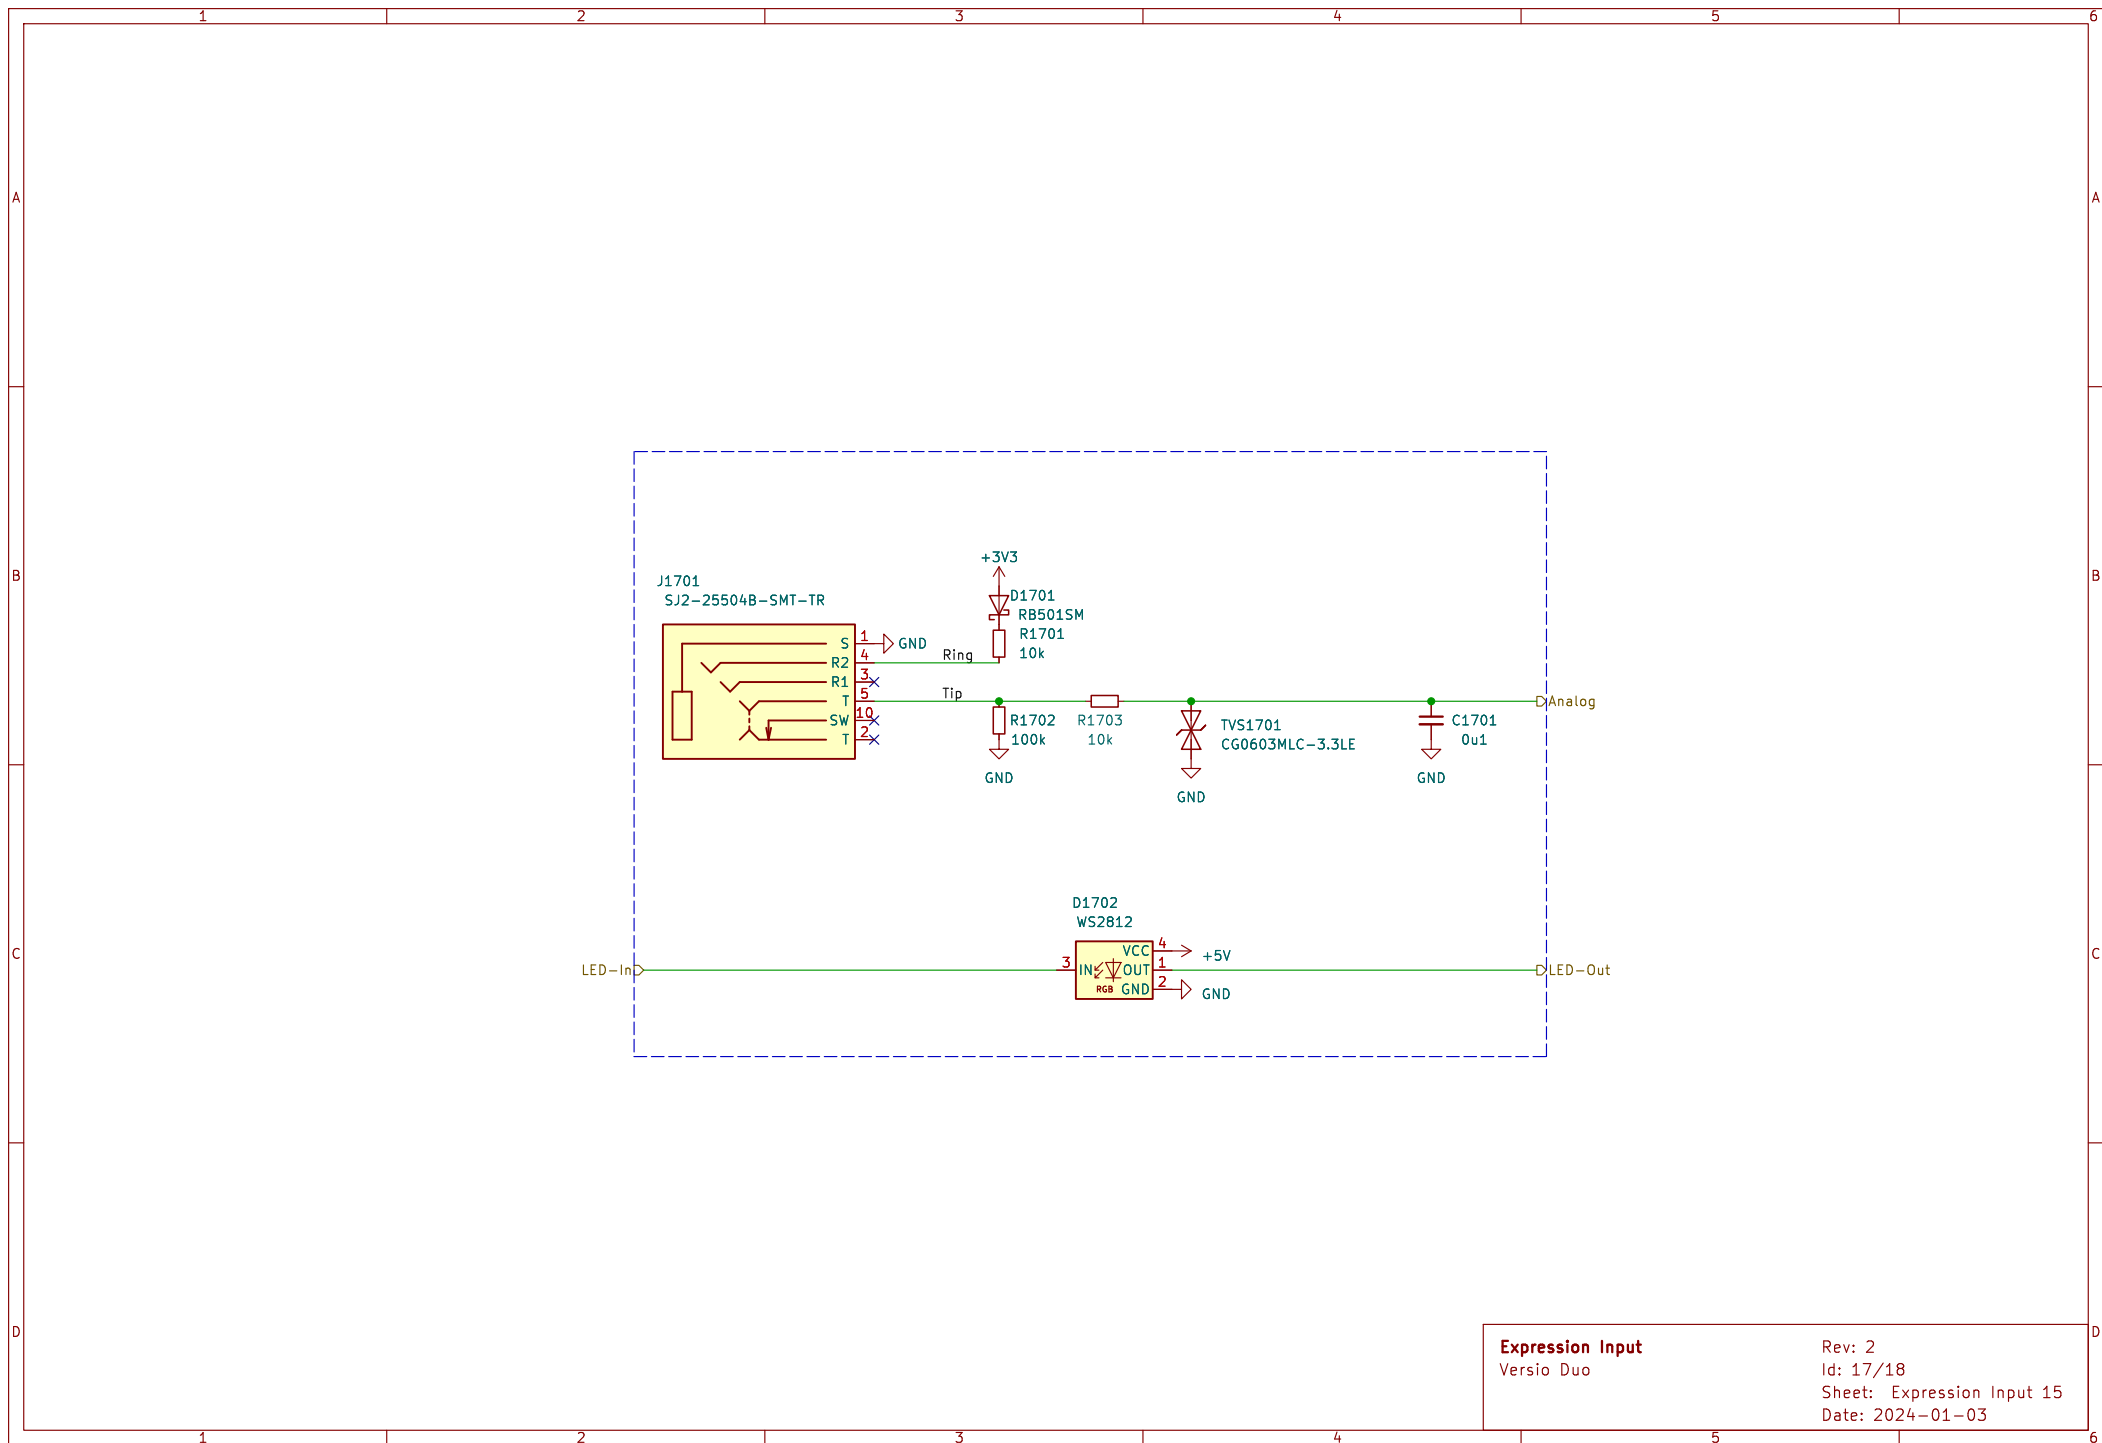 1 2 3 4 5 6
A A
B B
C C
D D
+3V3
J1701
SJ2-25504B-SMT-TR
D1701
RB501SM
R1701
10k
S 1 GND
R2 4 Ring
R1 3
T 5 Tip
SW 10
T 2
R1702
100k
GND
R1703
10k
TVS1701
CG0603MLC-3.3LE
GND
C1701
0u1
GND
Analog
D1702
WS2812
VCC 4 +5V
LED-In 3 IN OUT 1 LED-Out
RGB GND 2 GND
Expression Input
Versio Duo
Rev: 2
Id: 17/18
Sheet: Expression Input 15
Date: 2024-01-03
1 2 3 4 5 6